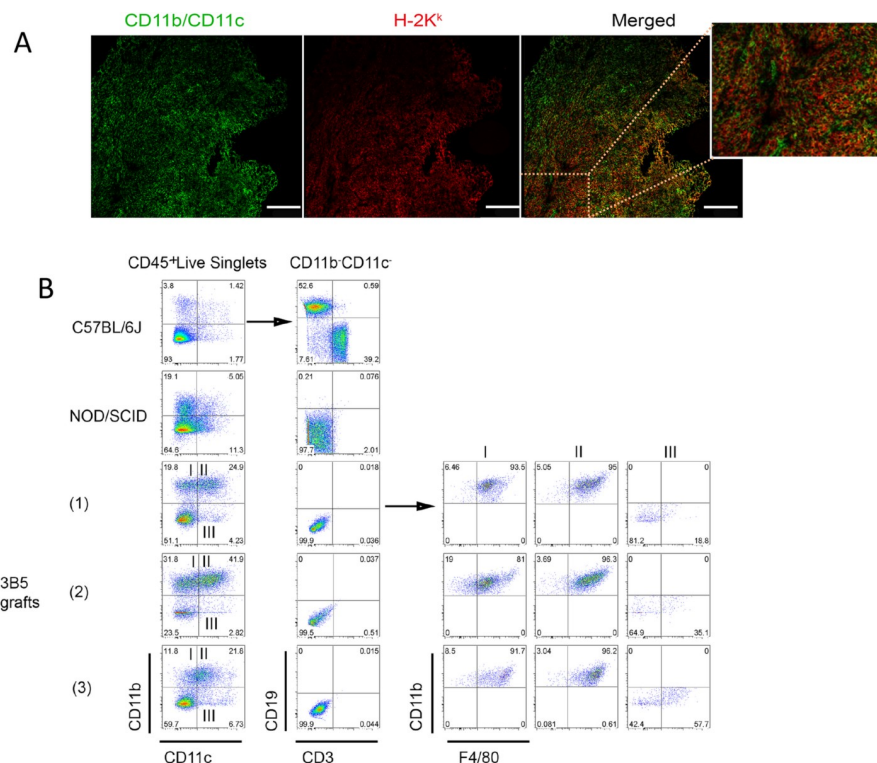 A
CD11b/CD11c
H-2Kᵏ
Merged
B
CD45⁺Live Singlets
CD11b⁻CD11c⁻
C57BL/6J
3.8 1.42
93 1.77
52.6 0.59
7.61 39.2
NOD/SCID
19.1 5.05
64.6 11.3
0.21 0.076
97.7 2.01
I II III
3B5 grafts
(1)
19.8 24.9
I II
III
51.1 4.23
0 0.018
99.9 0.036
6.46 93.5
0 0
5.05 95
0 0
0 0
81.2 18.8
(2)
31.8 41.9
I II
III
23.5 2.82
0 0.037
99.5 0.51
19 81
0 0
3.69 96.3
0 0
0 0
64.9 35.1
(3)
11.8 21.8
I II
III
59.7 6.73
0 0.015
99.9 0.044
8.5 91.7
0 0
3.04 96.2
0.081 0.61
0 0
42.4 57.7
CD11b
CD11c
CD19
CD3
CD11b
F4/80